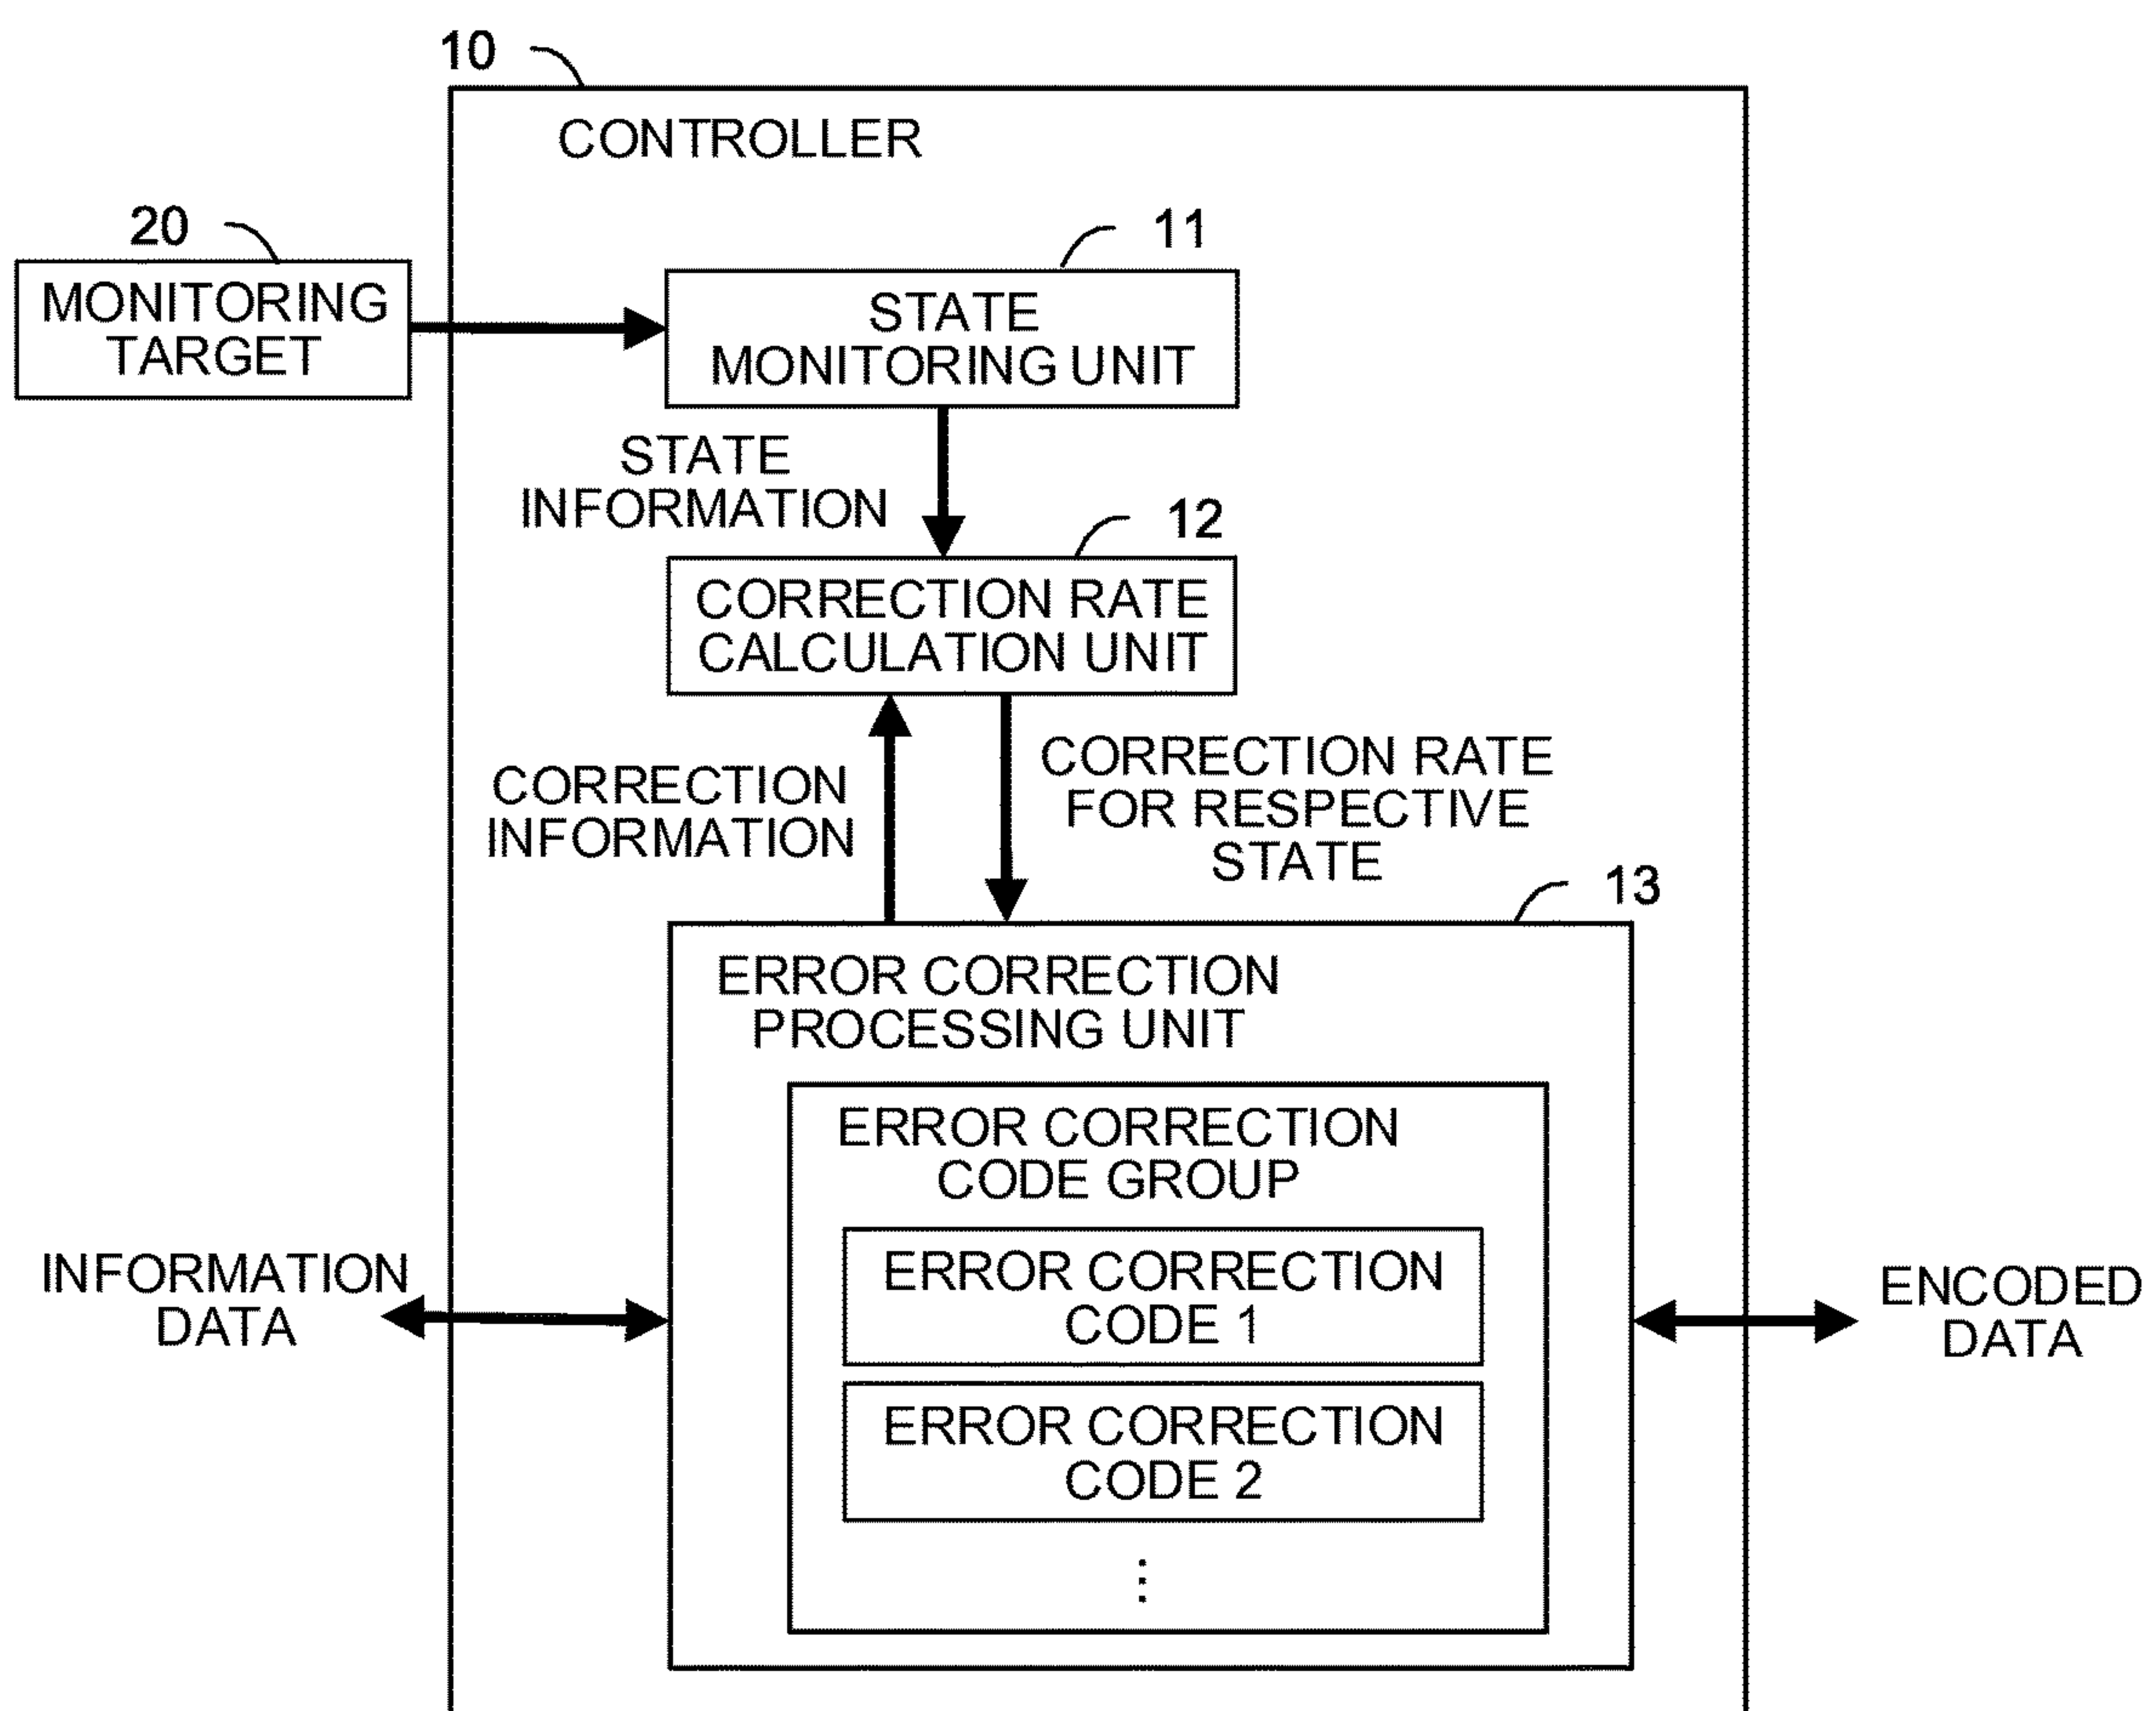 10
CONTROLLER
20
MONITORING
TARGET
11
STATE
MONITORING UNIT
STATE
INFORMATION
12
CORRECTION RATE
CALCULATION UNIT
CORRECTION
INFORMATION
CORRECTION RATE
FOR RESPECTIVE
STATE
13
ERROR CORRECTION
PROCESSING UNIT
ERROR CORRECTION
CODE GROUP
ERROR CORRECTION
CODE 1
ERROR CORRECTION
CODE 2
⋮
INFORMATION
DATA
ENCODED
DATA